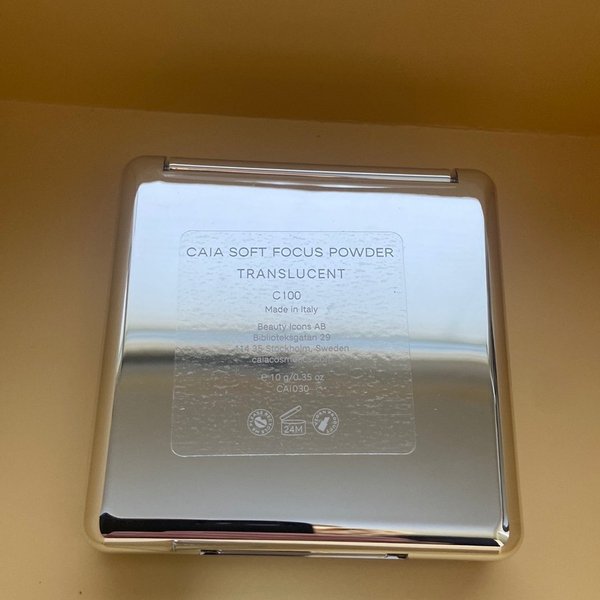 CAIA SOFT FOCUS POWDER
TRANSLUCENT
C100
Made in Italy
Beauty Icons AB
Biblioteksgatan 29
114 35 Stockholm, Sweden
℮ 10 g/0.35 oz
CAI030
24M